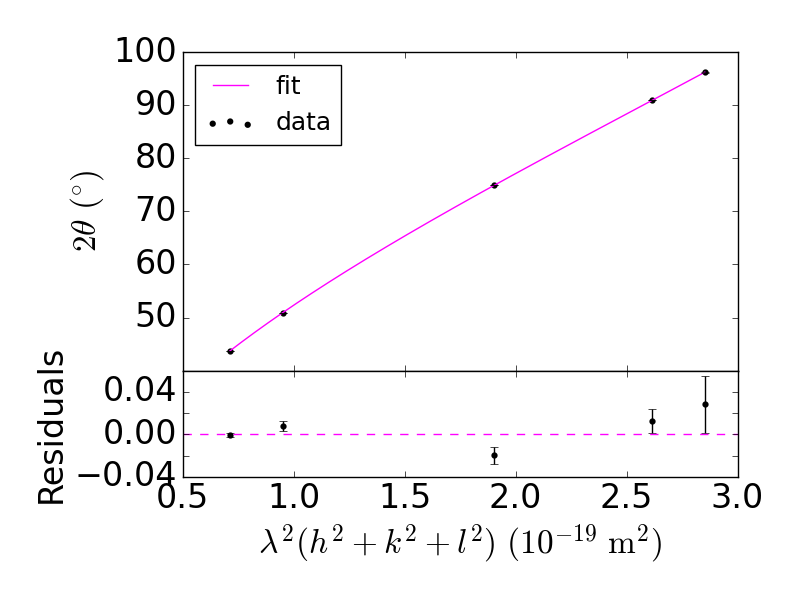 100
90
80
70
60
50
2θ (°)
fit
data
0.04
0.00
−0.04
Residuals
0.5 1.0 1.5 2.0 2.5 3.0
λ²(h² + k² + l²) (10⁻¹⁹ m²)